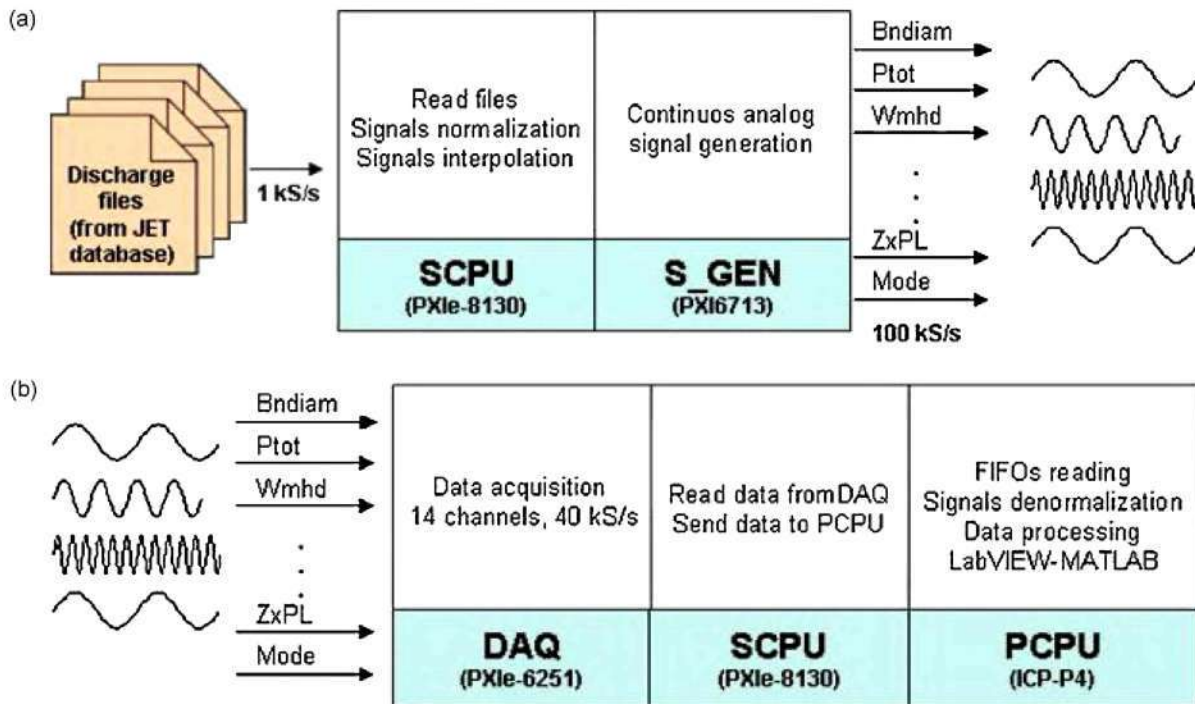 (a)
Discharge
files
(from JET
database)
1 kS/s
Read files
Signals normalization
Signals interpolation
SCPU
(PXIe-8130)
Continuos analog
signal generation
S_GEN
(PXI6713)
Bndiam
Ptot
Wmhd
ZxPL
Mode
100 kS/s
(b)
Bndiam
Ptot
Wmhd
ZxPL
Mode
Data acquisition
14 channels, 40 kS/s
DAQ
(PXIe-6251)
Read data from DAQ
Send data to PCPU
SCPU
(PXIe-8130)
FIFOs reading
Signals denormalization
Data processing
LabVIEW-MATLAB
PCPU
(ICP-P4)